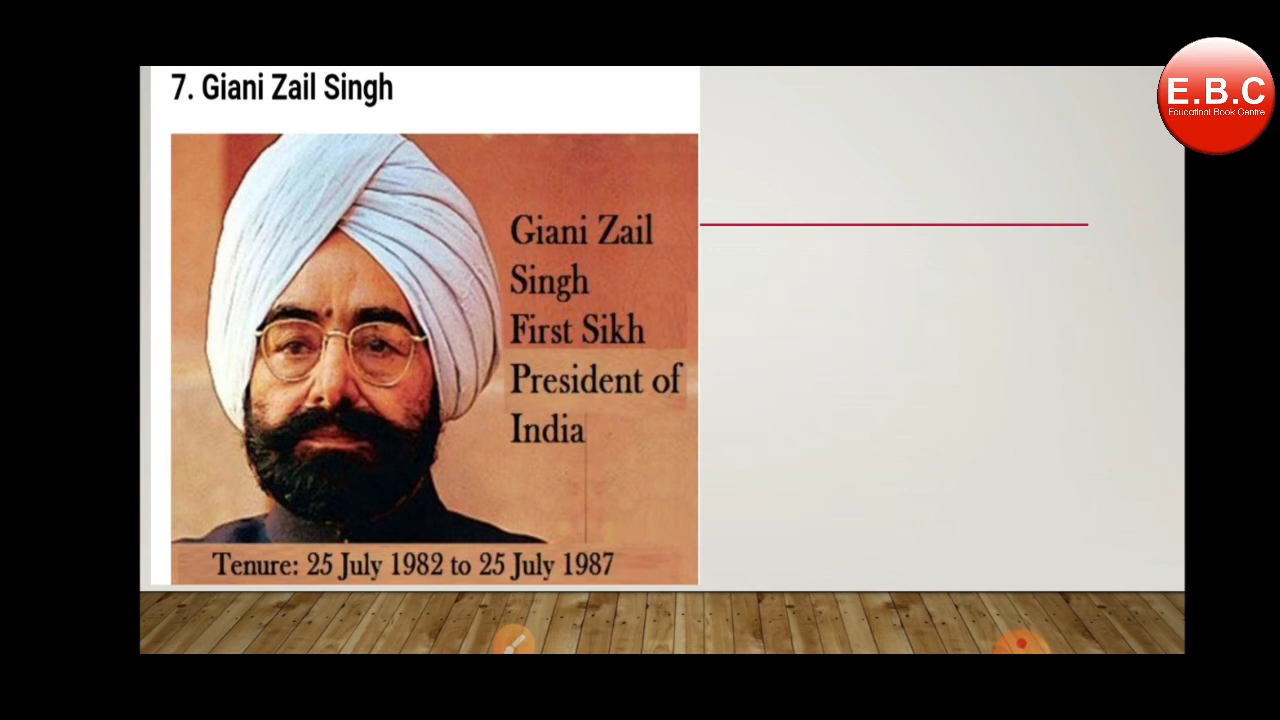 7. Giani Zail Singh
E.B.C
Educatinal Book Centre
Giani Zail
Singh
First Sikh
President of
India
Tenure: 25 July 1982 to 25 July 1987